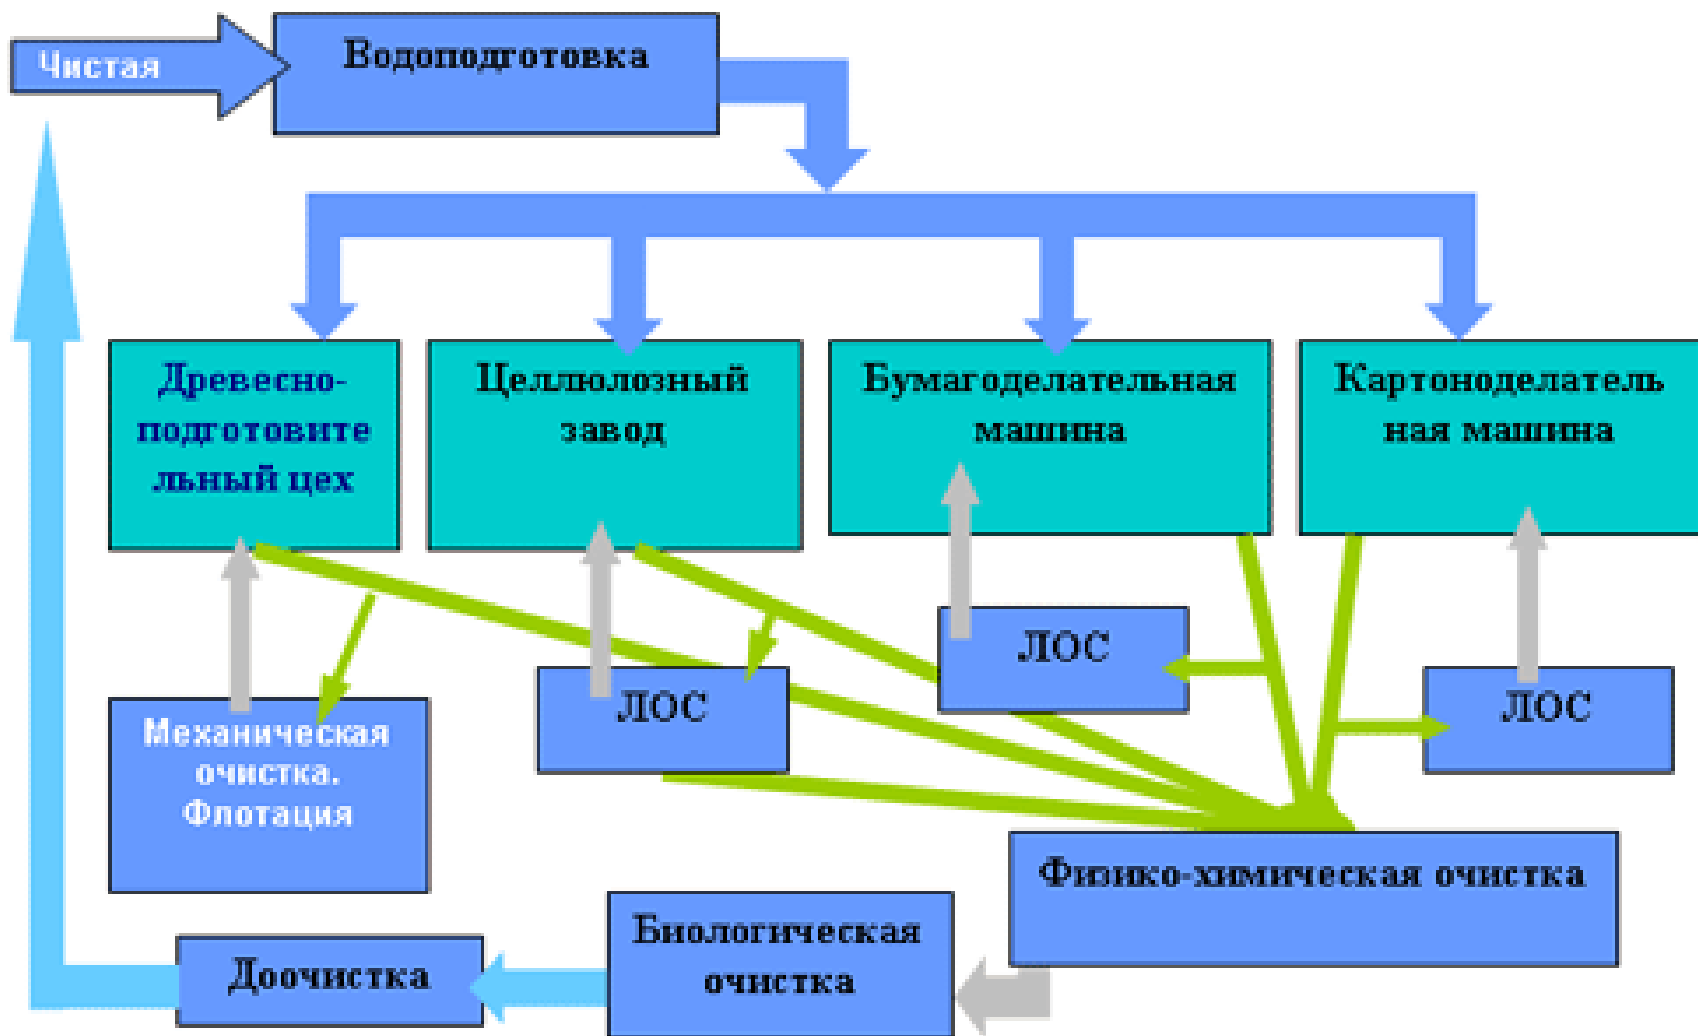 Чистая
Водоподготовка
Древесно-
подготовите
льный цех
Целлюлозный
завод
Бумагоделательная
машина
Картоноделатель
ная машина
ЛОС
ЛОС
ЛОС
Механическая
очистка.
Флотация
Физико-химическая очистка
Биологическая
очистка
Доочистка